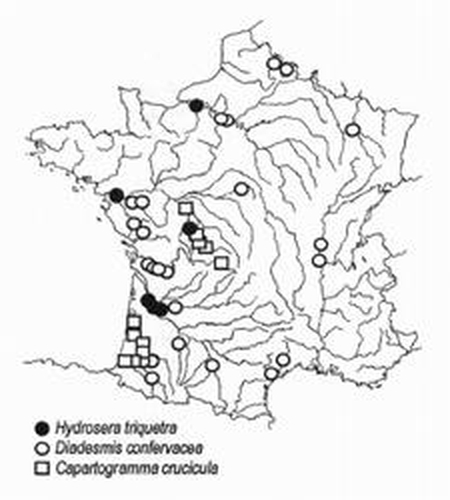 Hydrosera triquetra
Diadesmis confervacea
Capartogramma crucicula